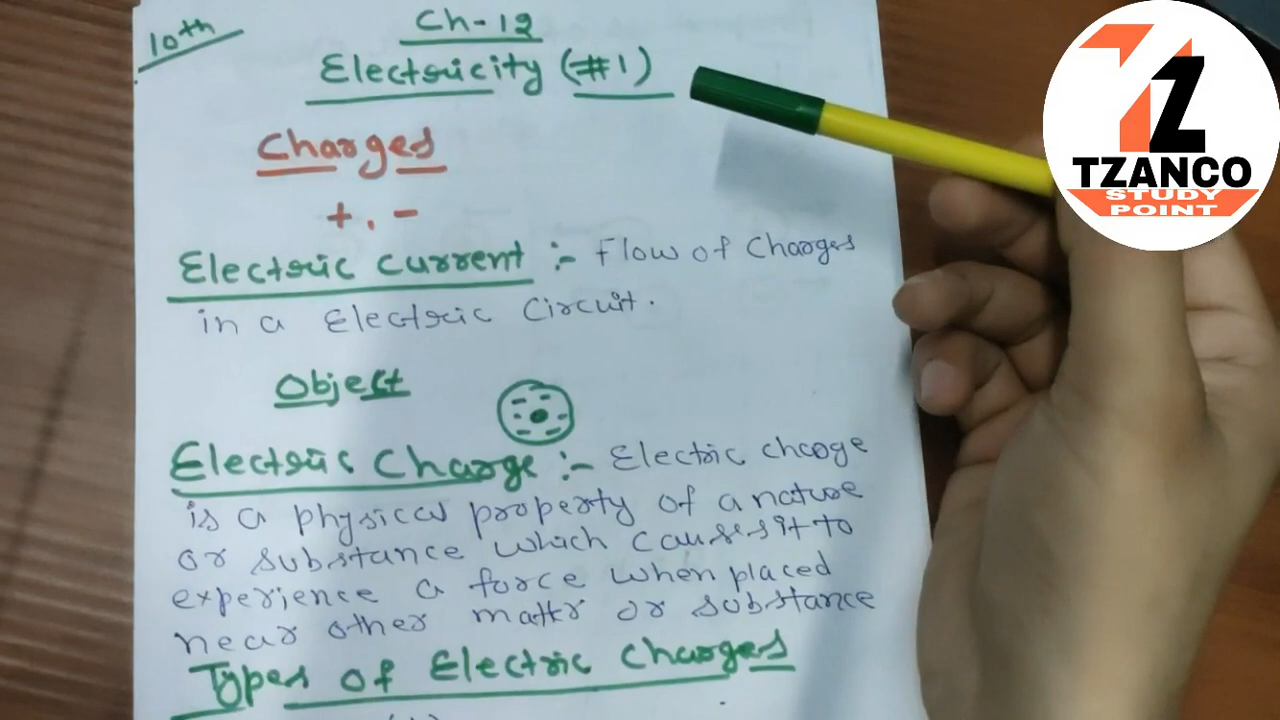 10th
Ch-12
Electricity (#1)
Charges
+ . -
Electric current :- Flow of Charges
in a Electric Circuit.
Object
Electric Charge :- Electric charge
is a physical property of a nature
or substance which causes it to
experience a force when placed
near other matter or substance
Types of Electric Charges
TZ
TZANCO
STUDY
POINT